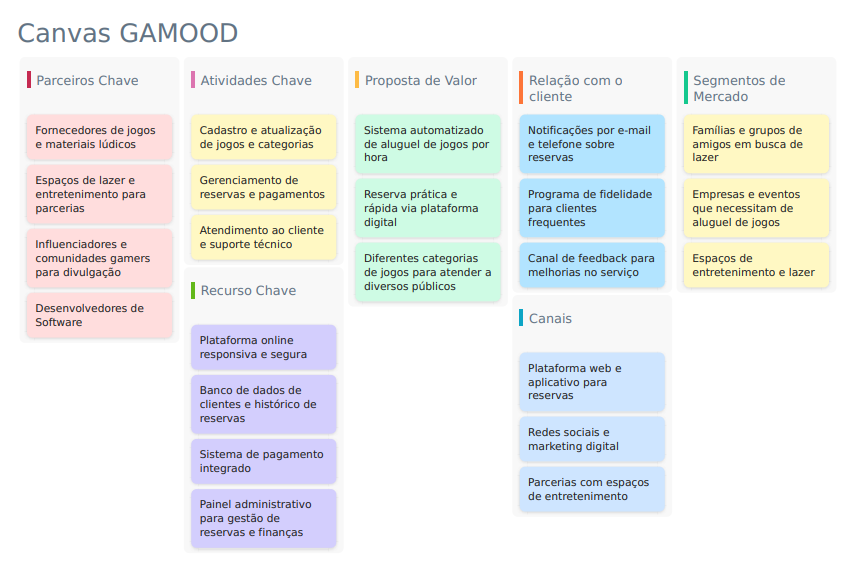 Canvas GAMOOD
Parceiros Chave
Fornecedores de jogos
e materiais lúdicos
Espaços de lazer e
entretenimento para
parcerias
Influenciadores e
comunidades gamers
para divulgação
Desenvolvedores de
Software
Atividades Chave
Cadastro e atualização
de jogos e categorias
Gerenciamento de
reservas e pagamentos
Atendimento ao cliente
e suporte técnico
Recurso Chave
Plataforma online
responsiva e segura
Banco de dados de
clientes e histórico de
reservas
Sistema de pagamento
integrado
Painel administrativo
para gestão de
reservas e finanças
Proposta de Valor
Sistema automatizado
de aluguel de jogos por
hora
Reserva prática e
rápida via plataforma
digital
Diferentes categorias
de jogos para atender a
diversos públicos
Relação com o
cliente
Notificações por e-mail
e telefone sobre
reservas
Programa de fidelidade
para clientes
frequentes
Canal de feedback para
melhorias no serviço
Canais
Plataforma web e
aplicativo para
reservas
Redes sociais e
marketing digital
Parcerias com espaços
de entretenimento
Segmentos de
Mercado
Famílias e grupos de
amigos em busca de
lazer
Empresas e eventos
que necessitam de
aluguel de jogos
Espaços de
entretenimento e lazer